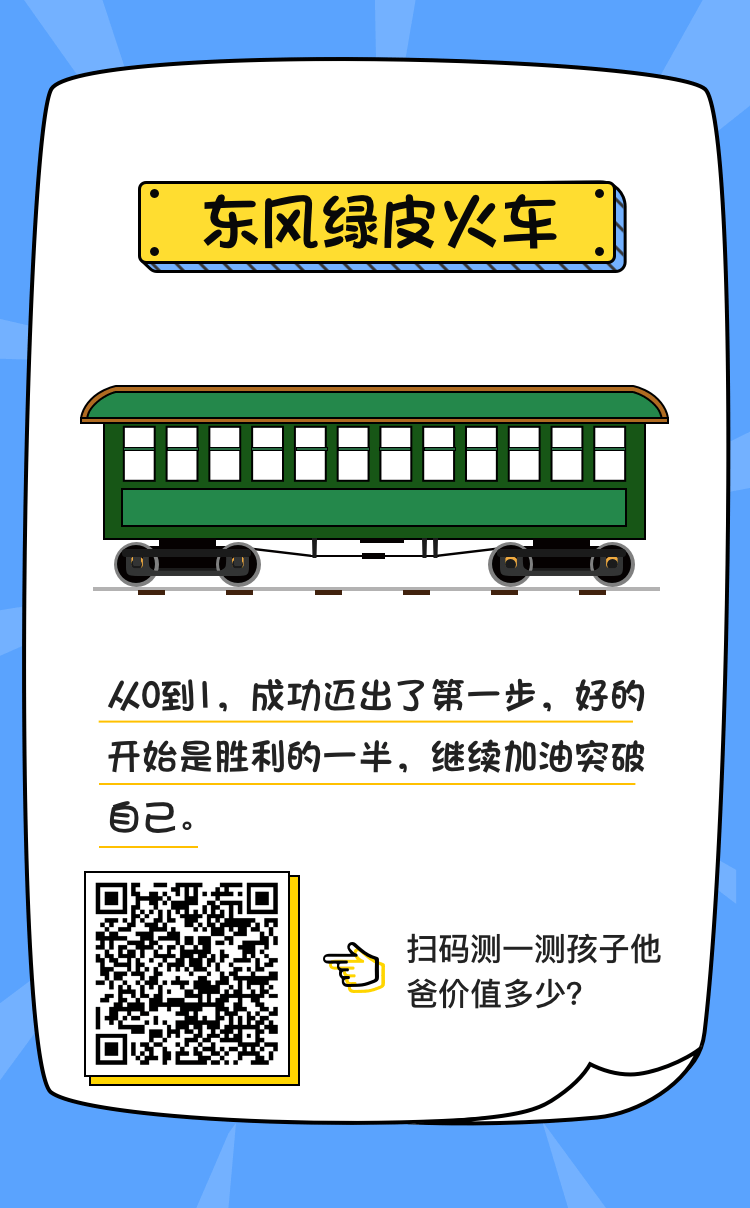 东风绿皮火车
从0到1，成功迈出了第一步，好的
开始是胜利的一半，继续加油突破
自己。
扫码测一测孩子他
爸价值多少?